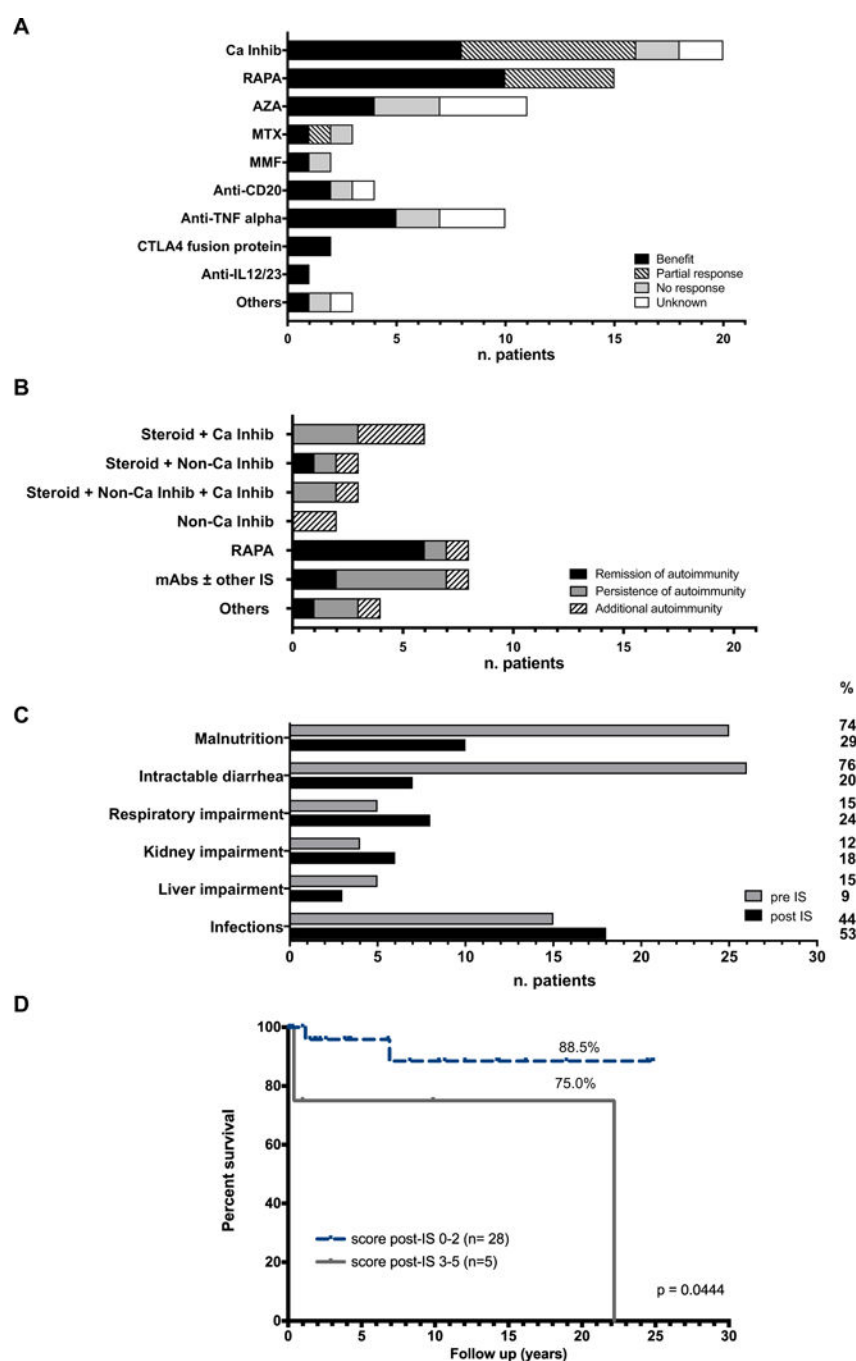 A
Ca Inhib
RAPA
AZA
MTX
MMF
Anti-CD20
Anti-TNF alpha
CTLA4 fusion protein
Anti-IL12/23
Others
Benefit
Partial response
No response
Unknown
0 5 10 15 20
n. patients
B
Steroid + Ca Inhib
Steroid + Non-Ca Inhib
Steroid + Non-Ca Inhib + Ca Inhib
Non-Ca Inhib
RAPA
mAbs ± other IS
Others
Remission of autoimmunity
Persistence of autoimmunity
Additional autoimmunity
0 5 10 15 20
n. patients
%
C
Malnutrition 74
29
Intractable diarrhea 76
20
Respiratory impairment 15
24
Kidney impairment 12
18
Liver impairment 15
pre IS 9
post IS
Infections 44
53
0 5 10 15 20 25 30
n. patients
D
100
80
60
40
20
0
Percent survival
88.5%
75.0%
score post-IS 0-2 (n= 28)
score post-IS 3-5 (n=5)
p = 0.0444
0 5 10 15 20 25 30
Follow up (years)